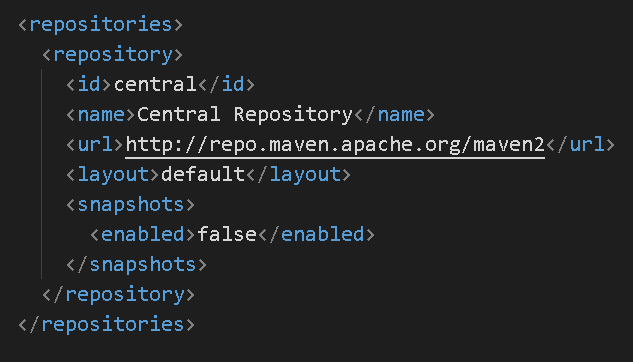 <repositories>
<repository>
<id>central</id>
<name>Central Repository</name>
<url>http://repo.maven.apache.org/maven2</url>
<layout>default</layout>
<snapshots>
<enabled>false</enabled>
</snapshots>
</repository>
</repositories>